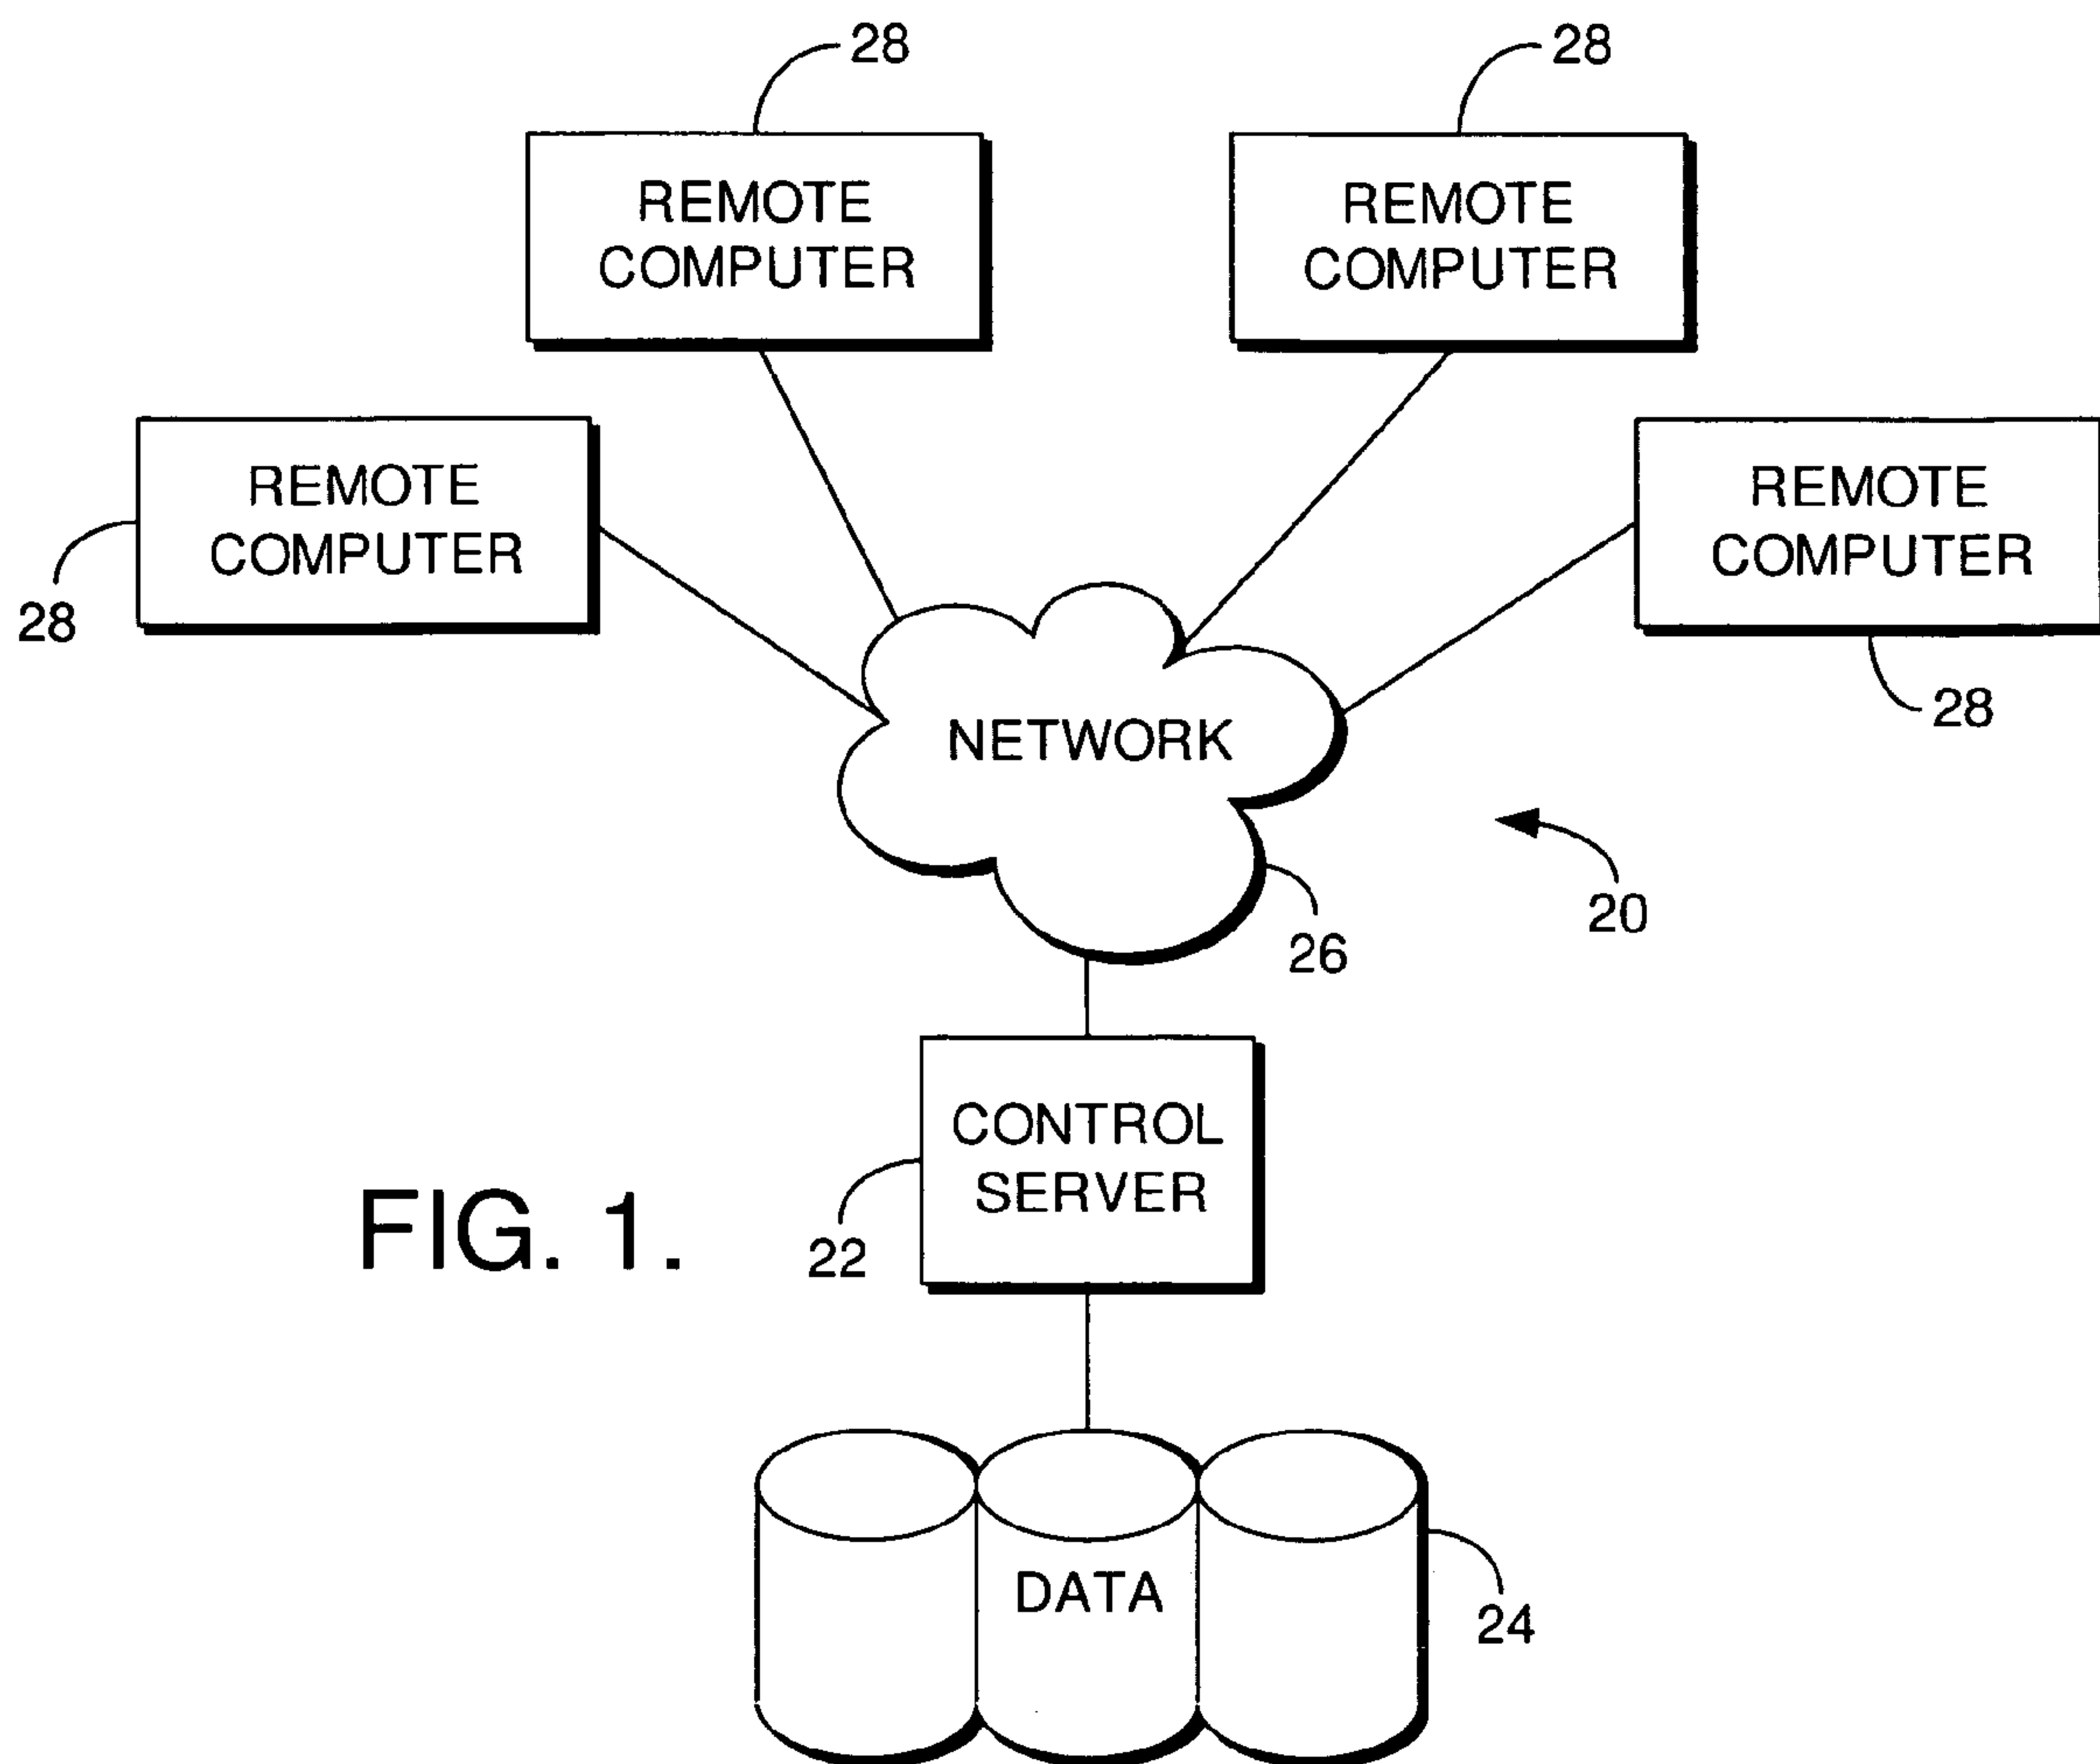 28
28
REMOTE
COMPUTER
REMOTE
COMPUTER
REMOTE
COMPUTER
REMOTE
COMPUTER
28
28
NETWORK
20
26
CONTROL
SERVER
22
FIG. 1.
DATA
24